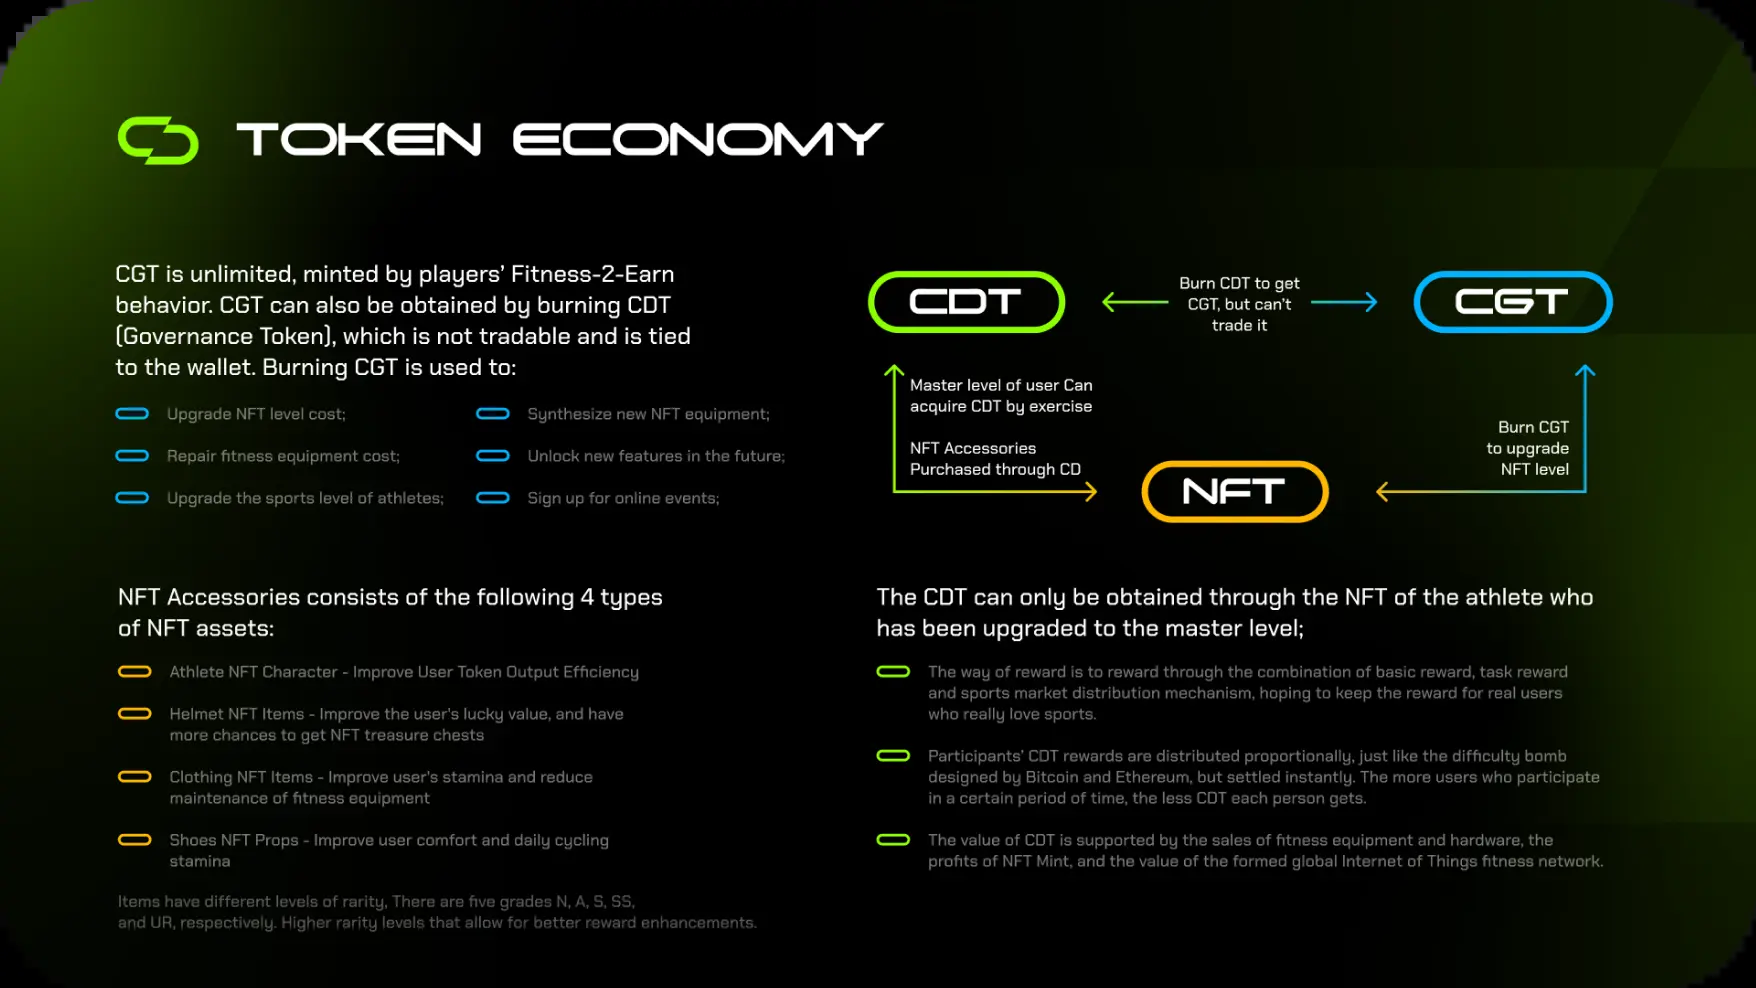 TOKEN ECONOMY
CGT is unlimited, minted by players' Fitness-2-Earn
behavior. CGT can also be obtained by burning CDT
(Governance Token), which is not tradable and is tied
to the wallet. Burning CGT is used to:
Upgrade NFT level cost;
Synthesize new NFT equipment;
Repair fitness equipment cost;
Unlock new features in the future;
Upgrade the sports level of athletes;
Sign up for online events;
CDT
Burn CDT to get
CGT, but can't
trade it
CGT
Master level of user Can
acquire CDT by exercise
NFT Accessories
Purchased through CD
NFT
Burn CGT
to upgrade
NFT level
NFT Accessories consists of the following 4 types
of NFT assets:
Athlete NFT Character - Improve User Token Output Efficiency
Helmet NFT Items - Improve the user's lucky value, and have
more chances to get NFT treasure chests
Clothing NFT Items - Improve user's stamina and reduce
maintenance of fitness equipment
Shoes NFT Props - Improve user comfort and daily cycling
stamina
Items have different levels of rarity, There are five grades N, A, S, SS,
and UR, respectively. Higher rarity levels that allow for better reward enhancements.
The CDT can only be obtained through the NFT of the athlete who
has been upgraded to the master level;
The way of reward is to reward through the combination of basic reward, task reward
and sports market distribution mechanism, hoping to keep the reward for real users
who really love sports.
Participants' CDT rewards are distributed proportionally, just like the difficulty bomb
designed by Bitcoin and Ethereum, but settled instantly. The more users who participate
in a certain period of time, the less CDT each person gets.
The value of CDT is supported by the sales of fitness equipment and hardware, the
profits of NFT Mint, and the value of the formed global Internet of Things fitness network.